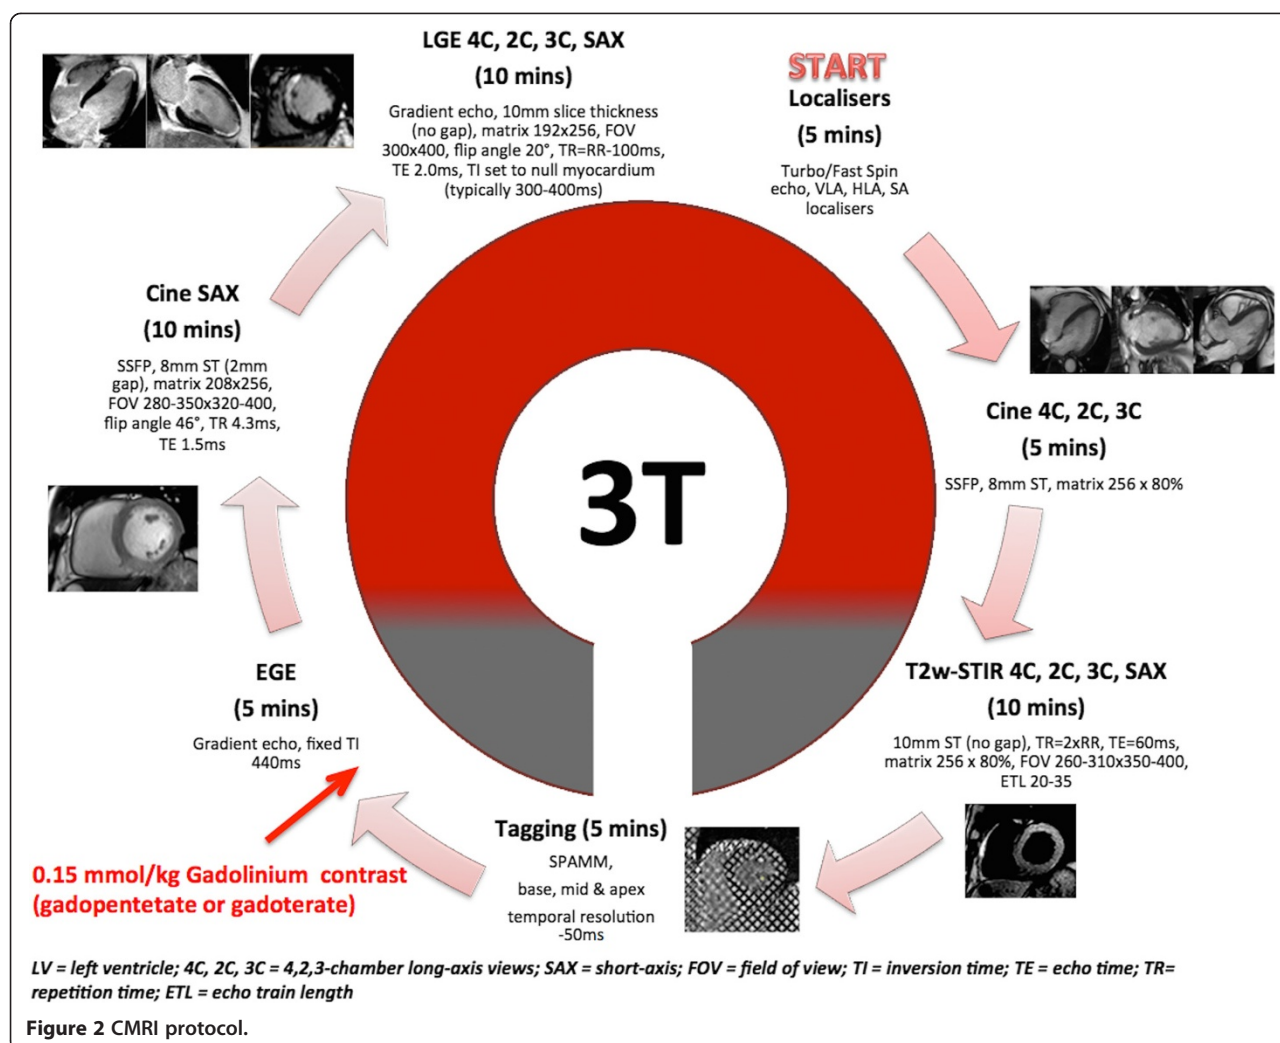 START
Localisers
(5 mins)
Turbo/Fast Spin
echo, VLA, HLA, SA
localisers
Cine 4C, 2C, 3C
(5 mins)
SSFP, 8mm ST, matrix 256 x 80%
T2w-STIR 4C, 2C, 3C, SAX
(10 mins)
10mm ST (no gap), TR=2xRR, TE=60ms,
matrix 256 x 80%, FOV 260-310x350-400,
ETL 20-35
Tagging (5 mins)
SPAMM,
base, mid & apex
temporal resolution
-50ms
0.15 mmol/kg Gadolinium contrast
(gadopentetate or gadoterate)
EGE
(5 mins)
Gradient echo, fixed TI
440ms
Cine SAX
(10 mins)
SSFP, 8mm ST (2mm
gap), matrix 208x256,
FOV 280-350x320-400,
flip angle 46°, TR 4.3ms,
TE 1.5ms
LGE 4C, 2C, 3C, SAX
(10 mins)
Gradient echo, 10mm slice thickness
(no gap), matrix 192x256, FOV
300x400, flip angle 20°, TR=RR-100ms,
TE 2.0ms, TI set to null myocardium
(typically 300-400ms)
3T
LV = left ventricle; 4C, 2C, 3C = 4,2,3-chamber long-axis views; SAX = short-axis; FOV = field of view; TI = inversion time; TE = echo time; TR=
repetition time; ETL = echo train length
Figure 2 CMRI protocol.